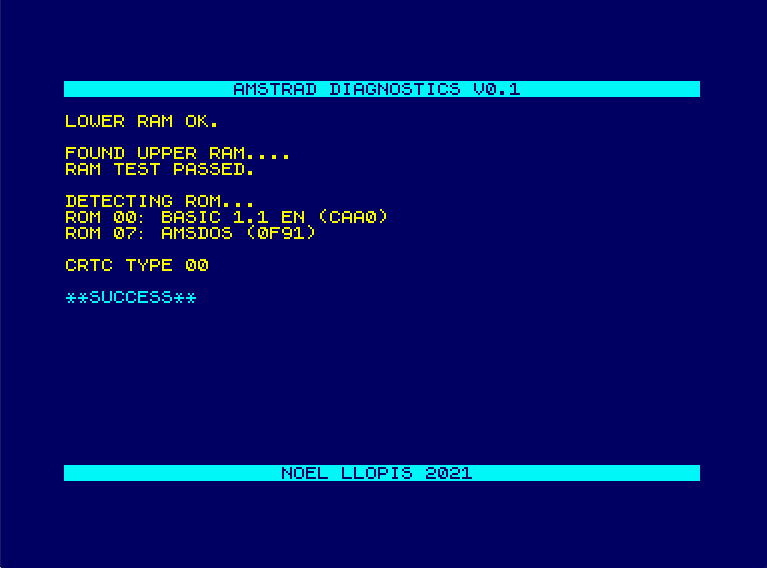 AMSTRAD DIAGNOSTICS V0.1
LOWER RAM OK.
FOUND UPPER RAM....
RAM TEST PASSED.
DETECTING ROM...
ROM 00: BASIC 1.1 EN (CAA0)
ROM 07: AMSDOS (0F91)
CRTC TYPE 00
**SUCCESS**
NOEL LLOPIS 2021